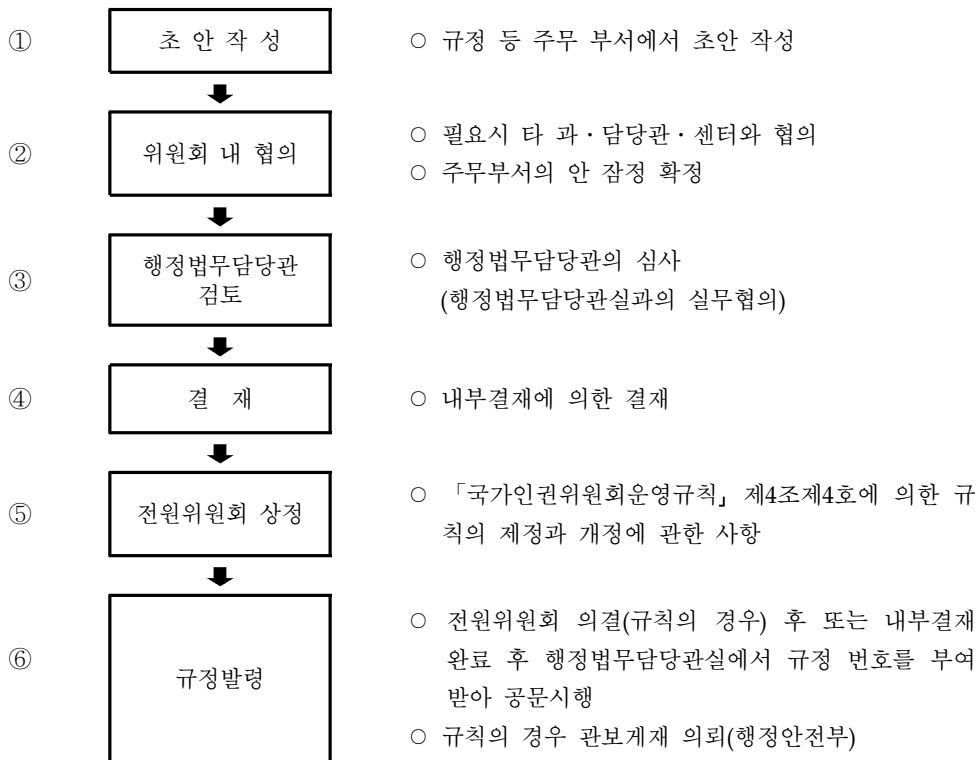 ① 초 안 작 성 ○ 규정 등 주무 부서에서 초안 작성
② 위원회 내 협의 ○ 필요시 타 과·담당관·센터와 협의
○ 주무부서의 안 잠정 확정
③ 행정법무담당관
검토
○ 행정법무담당관의 심사
(행정법무담당관실과의 실무협의)
④ 결 재 ○ 내부결재에 의한 결재
⑤ 전원위원회 상정 ○ 「국가인권위원회운영규칙」 제4조제4호에 의한 규
칙의 제정과 개정에 관한 사항
⑥ 규정발령
○ 전원위원회 의결(규칙의 경우) 후 또는 내부결재
완료 후 행정법무담당관실에서 규정 번호를 부여
받아 공문시행
○ 규칙의 경우 관보게재 의뢰(행정안전부)